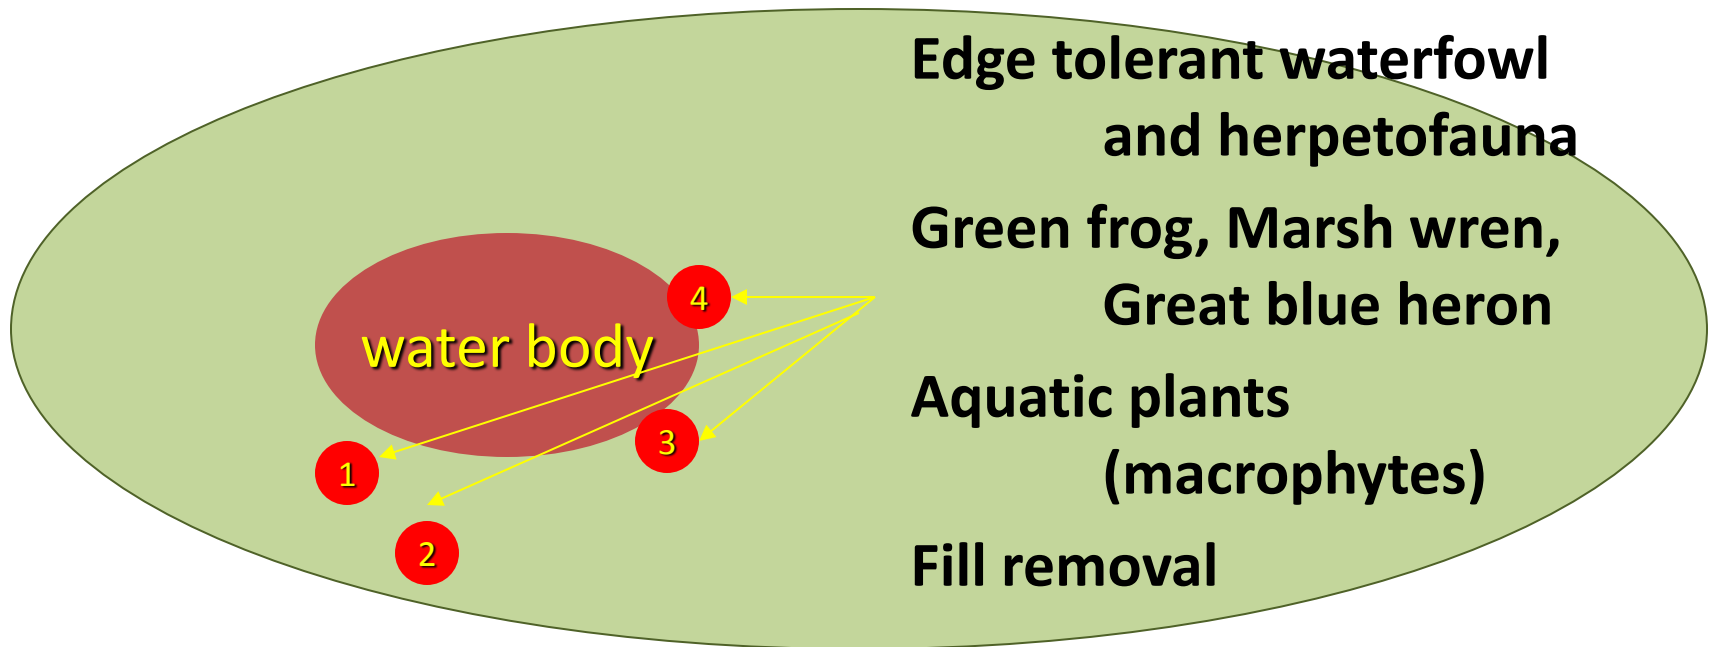 Edge tolerant waterfowl
and herpetofauna
Green frog, Marsh wren,
Great blue heron
Aquatic plants
(macrophytes)
Fill removal
water body
4
3
1
2